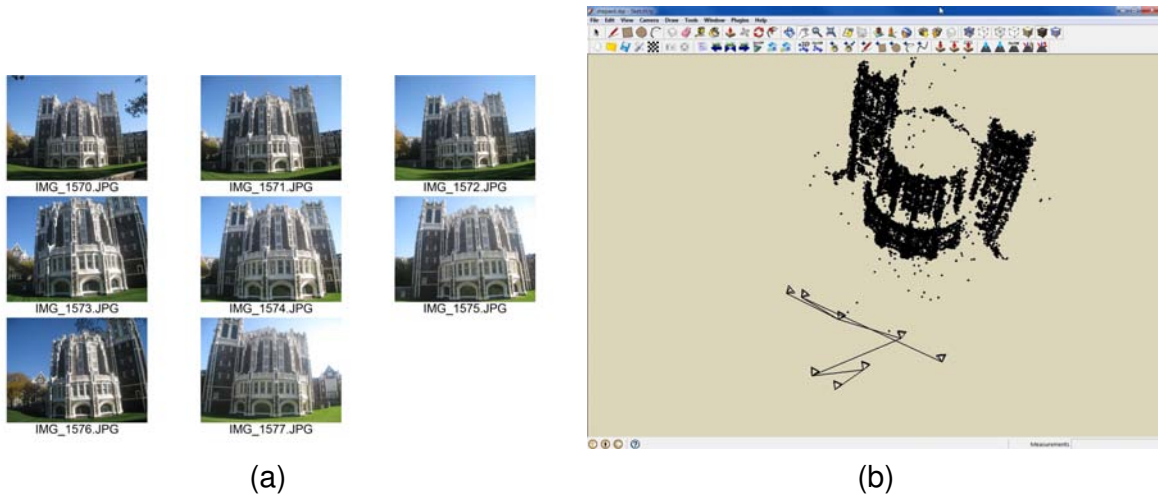 IMG_1570.JPG
IMG_1571.JPG
IMG_1572.JPG
IMG_1573.JPG
IMG_1574.JPG
IMG_1575.JPG
IMG_1576.JPG
IMG_1577.JPG
(a)
File Edit View Camera Draw Tools Window Plugins Help
Measurements
(b)